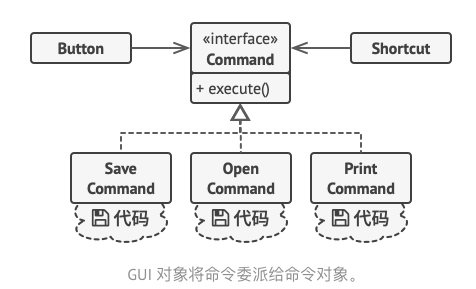 Button
«interface»
Command
Shortcut
+ execute()
Save
Command
Open
Command
Print
Command
代码
代码
代码
GUI 对象将命令委派给命令对象。